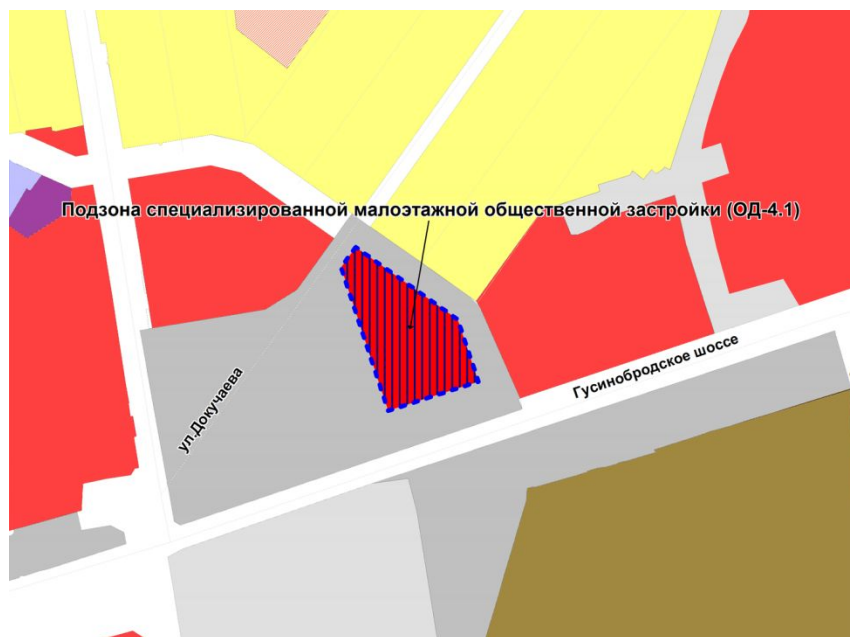 Подзона специализированной малоэтажной общественной застройки (ОД-4.1)
Гусинобродское шоссе
ул.Докучаева